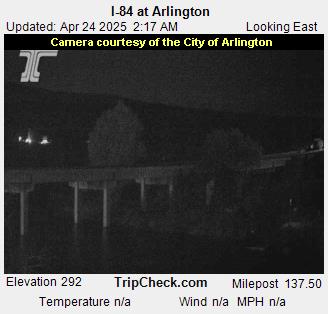 I-84 at Arlington
Updated: Apr 24 2025 2:17 AM Looking East
Camera courtesy of the City of Arlington
Elevation 292 TripCheck.com Milepost 137.50
Temperature n/a Wind n/a MPH n/a